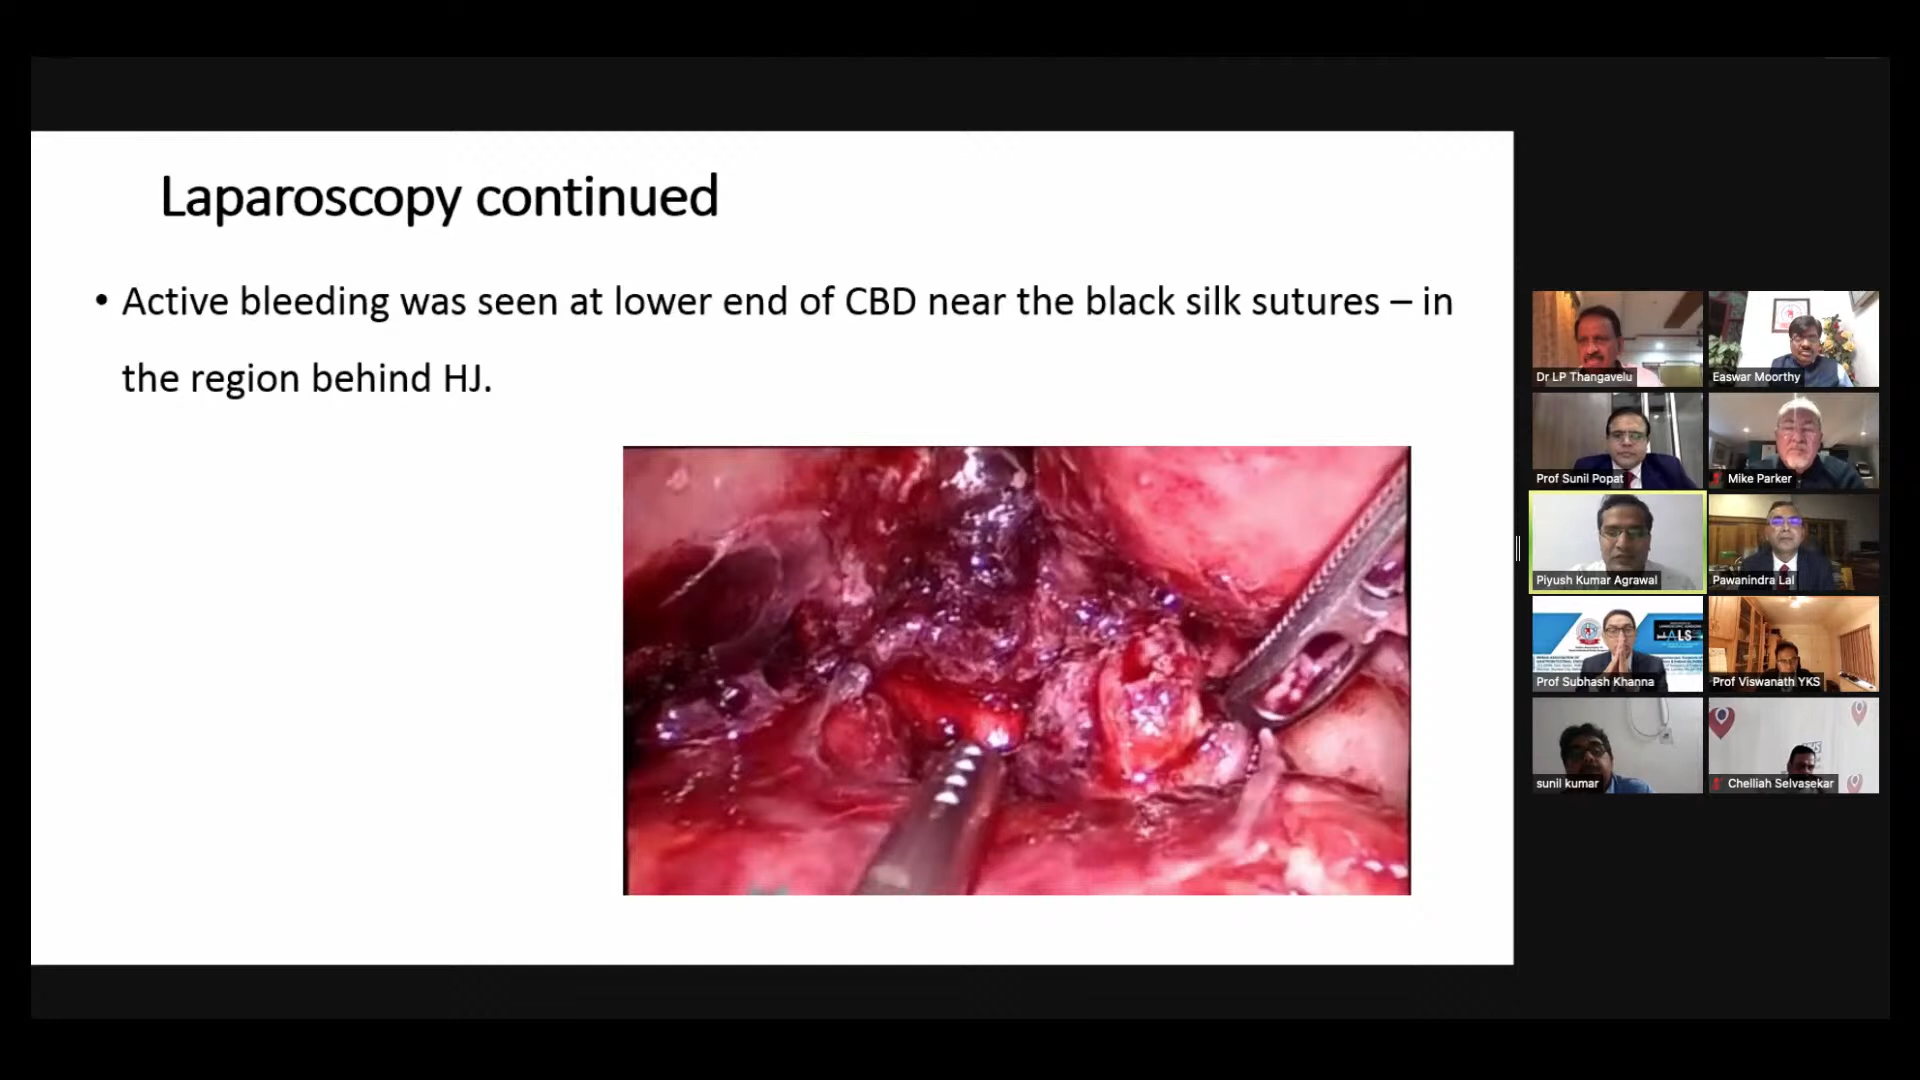 Laparoscopy continued
• Active bleeding was seen at lower end of CBD near the black silk sutures – in
the region behind HJ.
Dr LP Thangavelu
Easwar Moorthy
Prof Sunil Popat
Mike Parker
Piyush Kumar Agrawal
Pawanindra Lal
Prof Subhash Khanna
Prof Viswanath YKS
sunil kumar
Chelliah Selvasekar